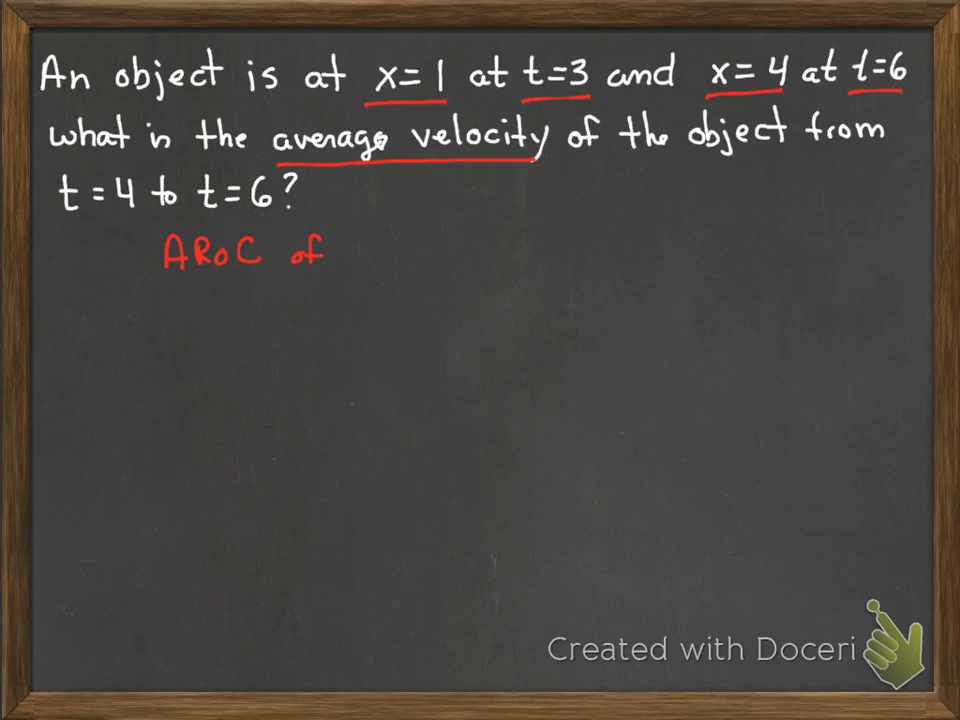 An object is at x=1 at t=3 and x=4 at t=6
what is the average velocity of the object from
t=4 to t=6?
ARoC of
Created with Doceri